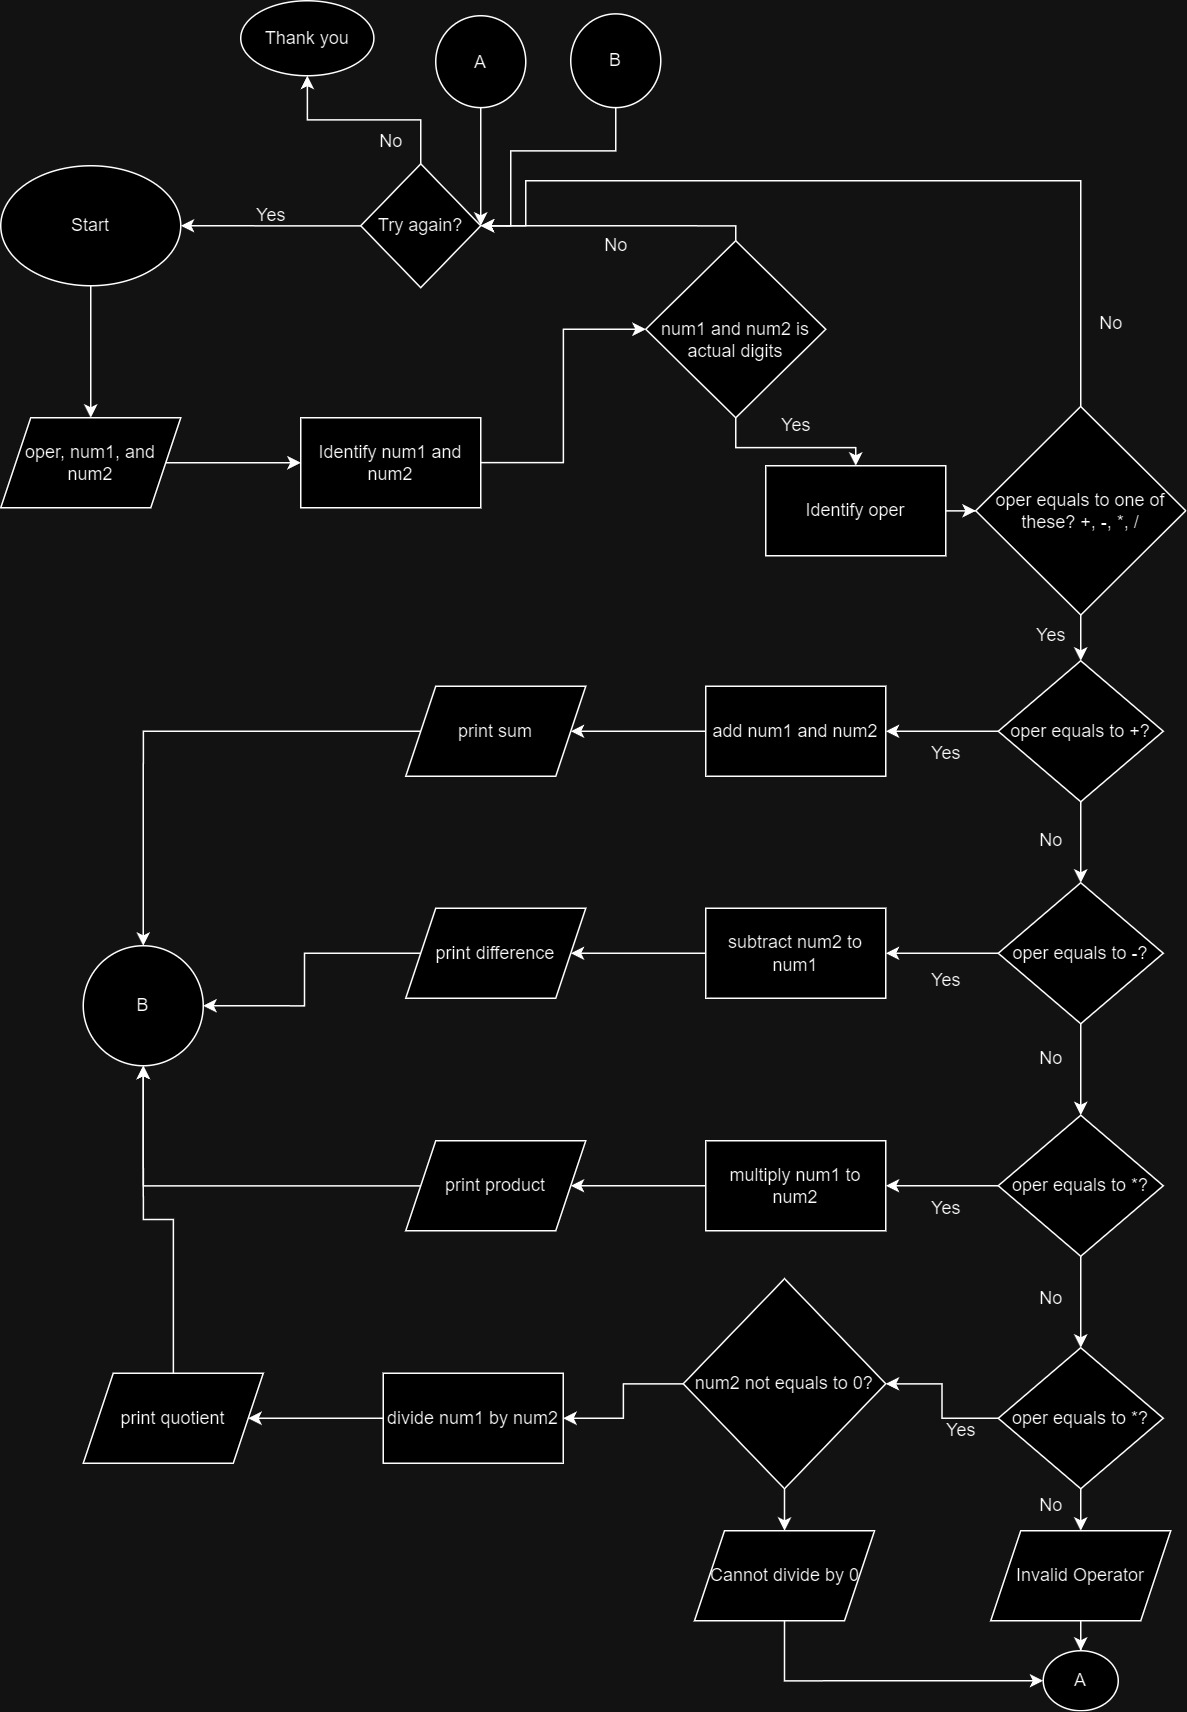 Thank you
A
B
No
Yes
Start
Try again?
No
num1 and num2 is
actual digits
No
Yes
oper, num1, and
num2
Identify num1 and
num2
Identify oper
oper equals to one of
these? +, -, *, /
Yes
print sum
add num1 and num2
oper equals to +?
Yes
No
print difference
subtract num2 to
num1
oper equals to -?
Yes
B
No
print product
multiply num1 to
num2
oper equals to *?
Yes
No
num2 not equals to 0?
print quotient
divide num1 by num2
oper equals to *?
Yes
No
Cannot divide by 0
Invalid Operator
A